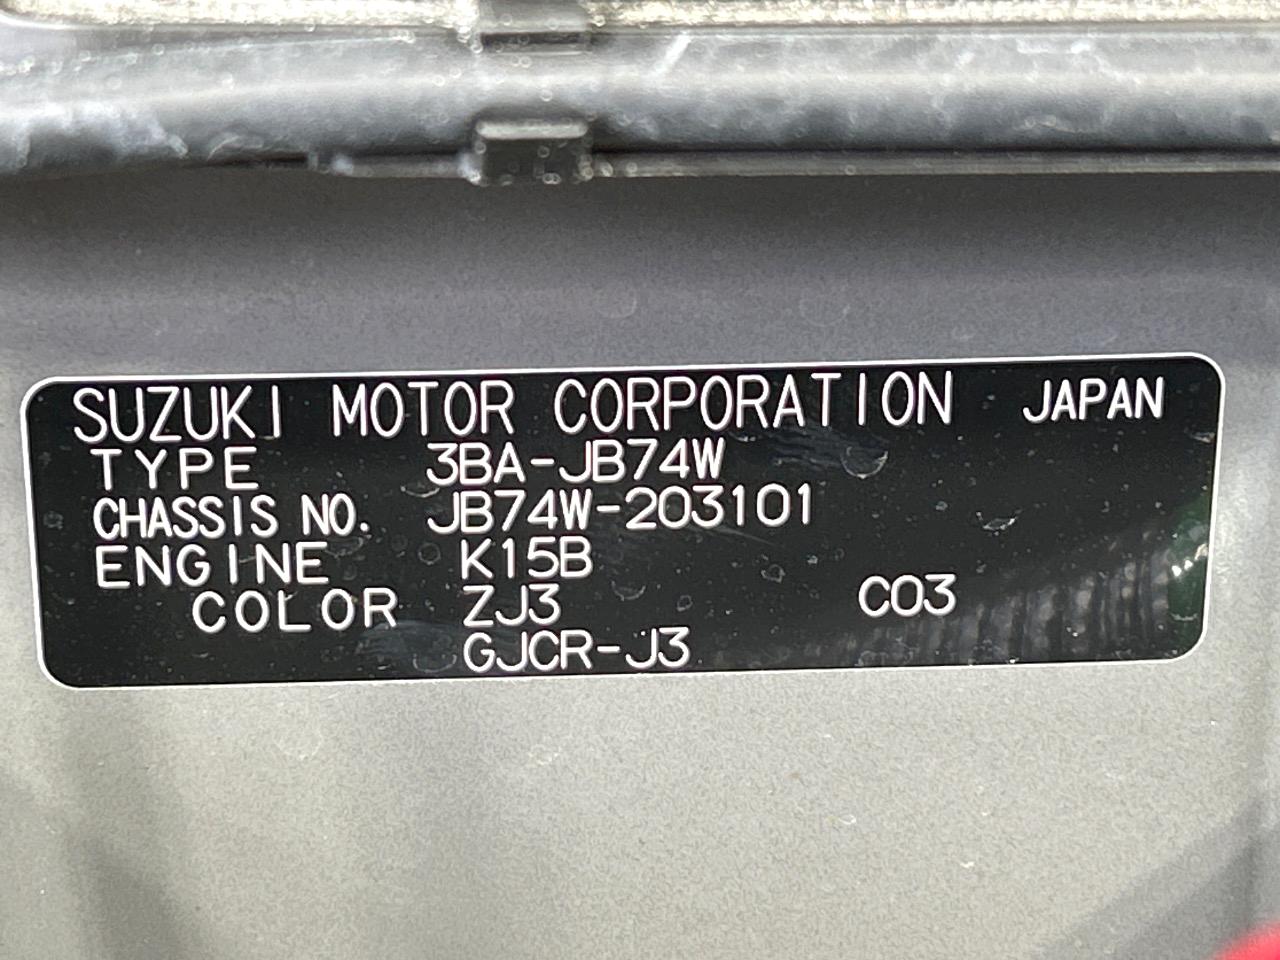 SUZUKI MOTOR CORPORATION JAPAN
TYPE 3BA-JB74W
CHASSIS NO. JB74W-203101
ENGINE K15B
COLOR ZJ3 C03
GJCR-J3